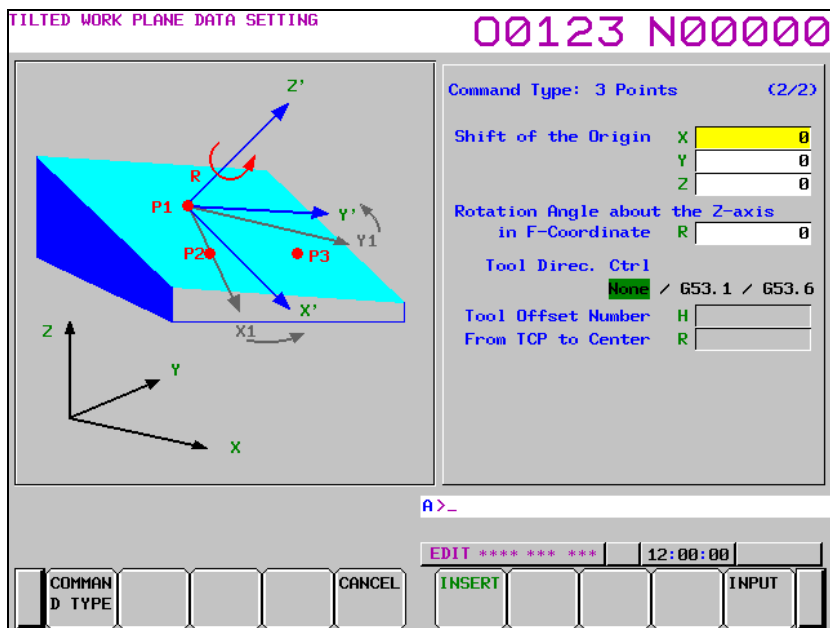 TILTED WORK PLANE DATA SETTING
O0123 N00000
Z'
R
P1
Y'
Y1
P2
P3
X'
X1
Z
Y
X
Command Type: 3 Points (2/2)
Shift of the Origin X 0
Y 0
Z 0
Rotation Angle about the Z-axis
in F-Coordinate R 0
Tool Direc. Ctrl
None / G53.1 / G53.6
Tool Offset Number H
From TCP to Center R
A>_
EDIT **** *** *** 12:00:00
COMMAN
D TYPE
CANCEL
INSERT
INPUT